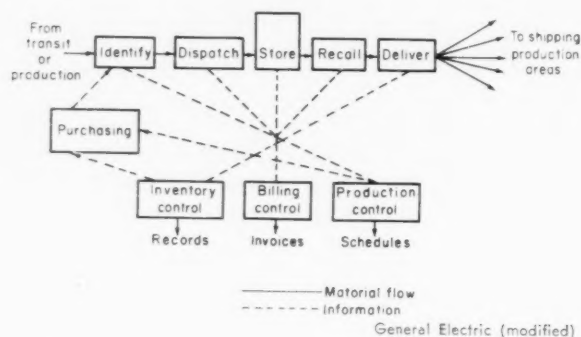 From
transit
or
production
Identify
Dispatch
Store
Recall
Deliver
To shipping
production
areas
Purchasing
Inventory
control
Billing
control
Production
control
Records
Invoices
Schedules
Material flow
Information
General Electric (modified)